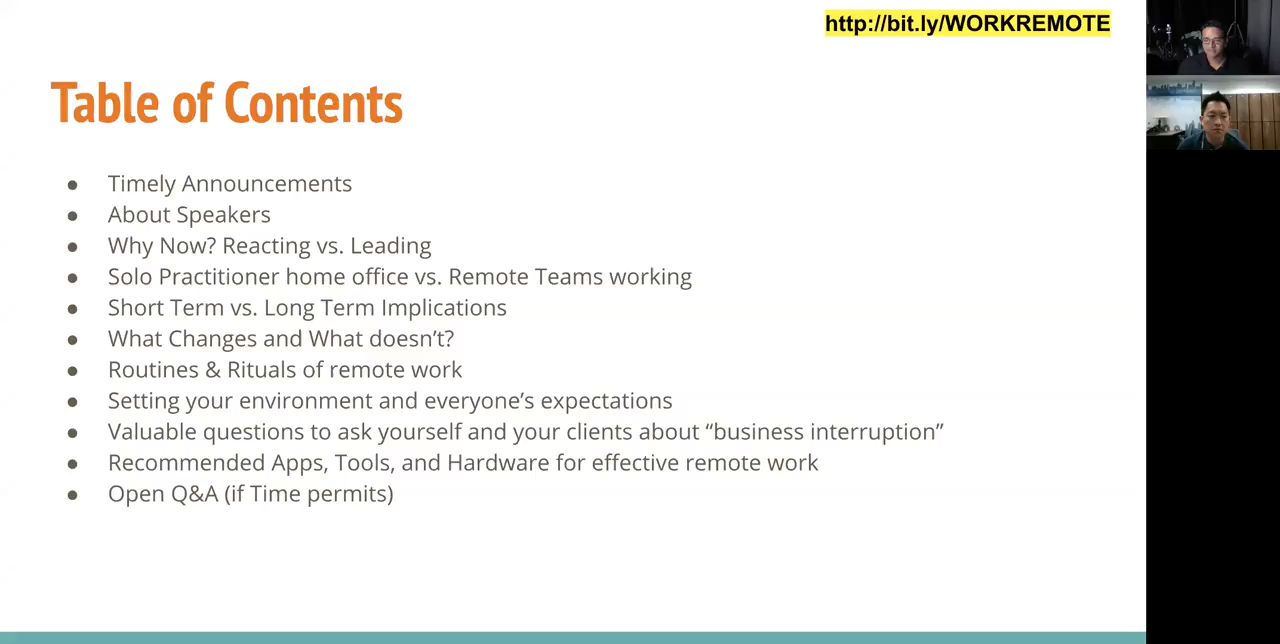 http://bit.ly/WORKREMOTE
Table of Contents
● Timely Announcements
● About Speakers
● Why Now? Reacting vs. Leading
● Solo Practitioner home office vs. Remote Teams working
● Short Term vs. Long Term Implications
● What Changes and What doesn’t?
● Routines & Rituals of remote work
● Setting your environment and everyone’s expectations
● Valuable questions to ask yourself and your clients about “business interruption”
● Recommended Apps, Tools, and Hardware for effective remote work
● Open Q&A (if Time permits)